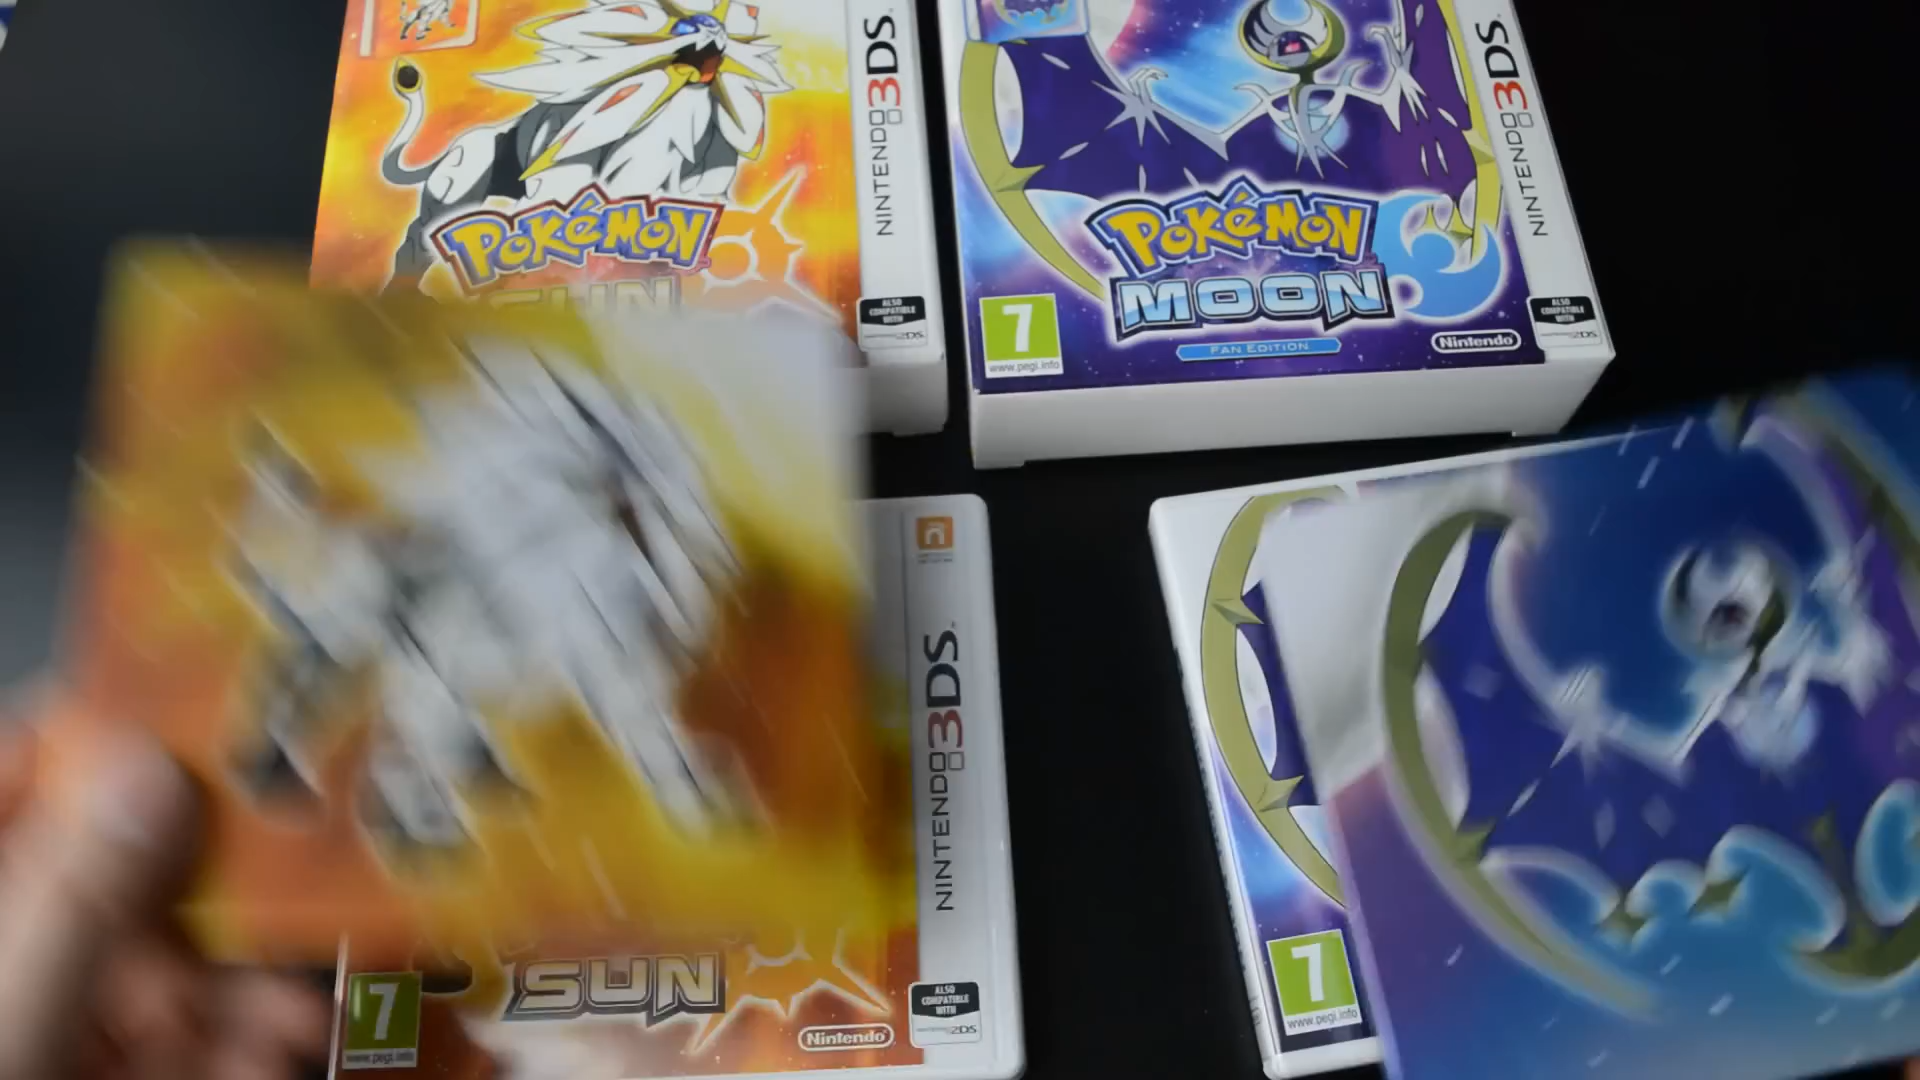 POKéMON
SUN
NINTENDO 3DS
ALSO
COMPATIBLE
WITH
2DS
POKéMON
MOON
FAN EDITION
7
www.pegi.info
Nintendo
NINTENDO 3DS
ALSO
COMPATIBLE
WITH
2DS
NINTENDO 3DS
SUN
7
www.pegi.info
Nintendo
ALSO
COMPATIBLE
WITH
NINTENDO 2DS
7
www.pegi.info